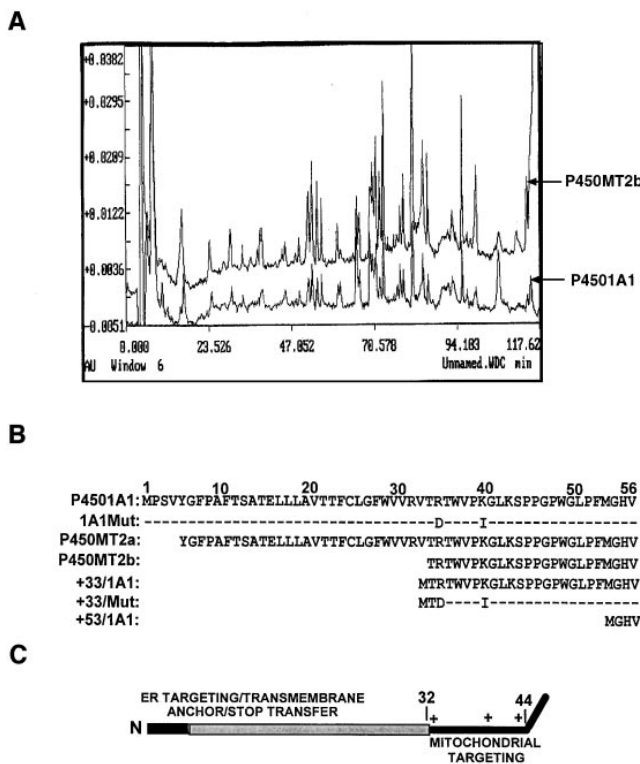 A
+0.0382
+0.0295
+0.0209
+0.0122
+0.0036
-0.0051
P450MT2b
P4501A1
0.000 23.526 47.052 70.578 94.103 117.62
AU Window 6 Unnamed.WDC min
B
1 10 20 30 40 50 56
P4501A1: MPSVYGFPAFTSATELLLAVTTFCLGFWVVRVTRTWVPKGLKSPPGPWGLPFMGHV
1A1Mut: ----------------------------------D----I----------------
P450MT2a: YGFPAFTSATELLLAVTTFCLGFWVVRVTRTWVPKGLKSPPGPWGLPFMGHV
P450MT2b: TRTWVPKGLKSPPGPWGLPFMGHV
+33/1A1: MTRTWVPKGLKSPPGPWGLPFMGHV
+33/Mut: MTD----I----------------
+53/1A1: MGHV
C
ER TARGETING/TRANSMEMBRANE
ANCHOR/STOP TRANSFER
32 44
+ + +
N
MITOCHONDRIAL
TARGETING